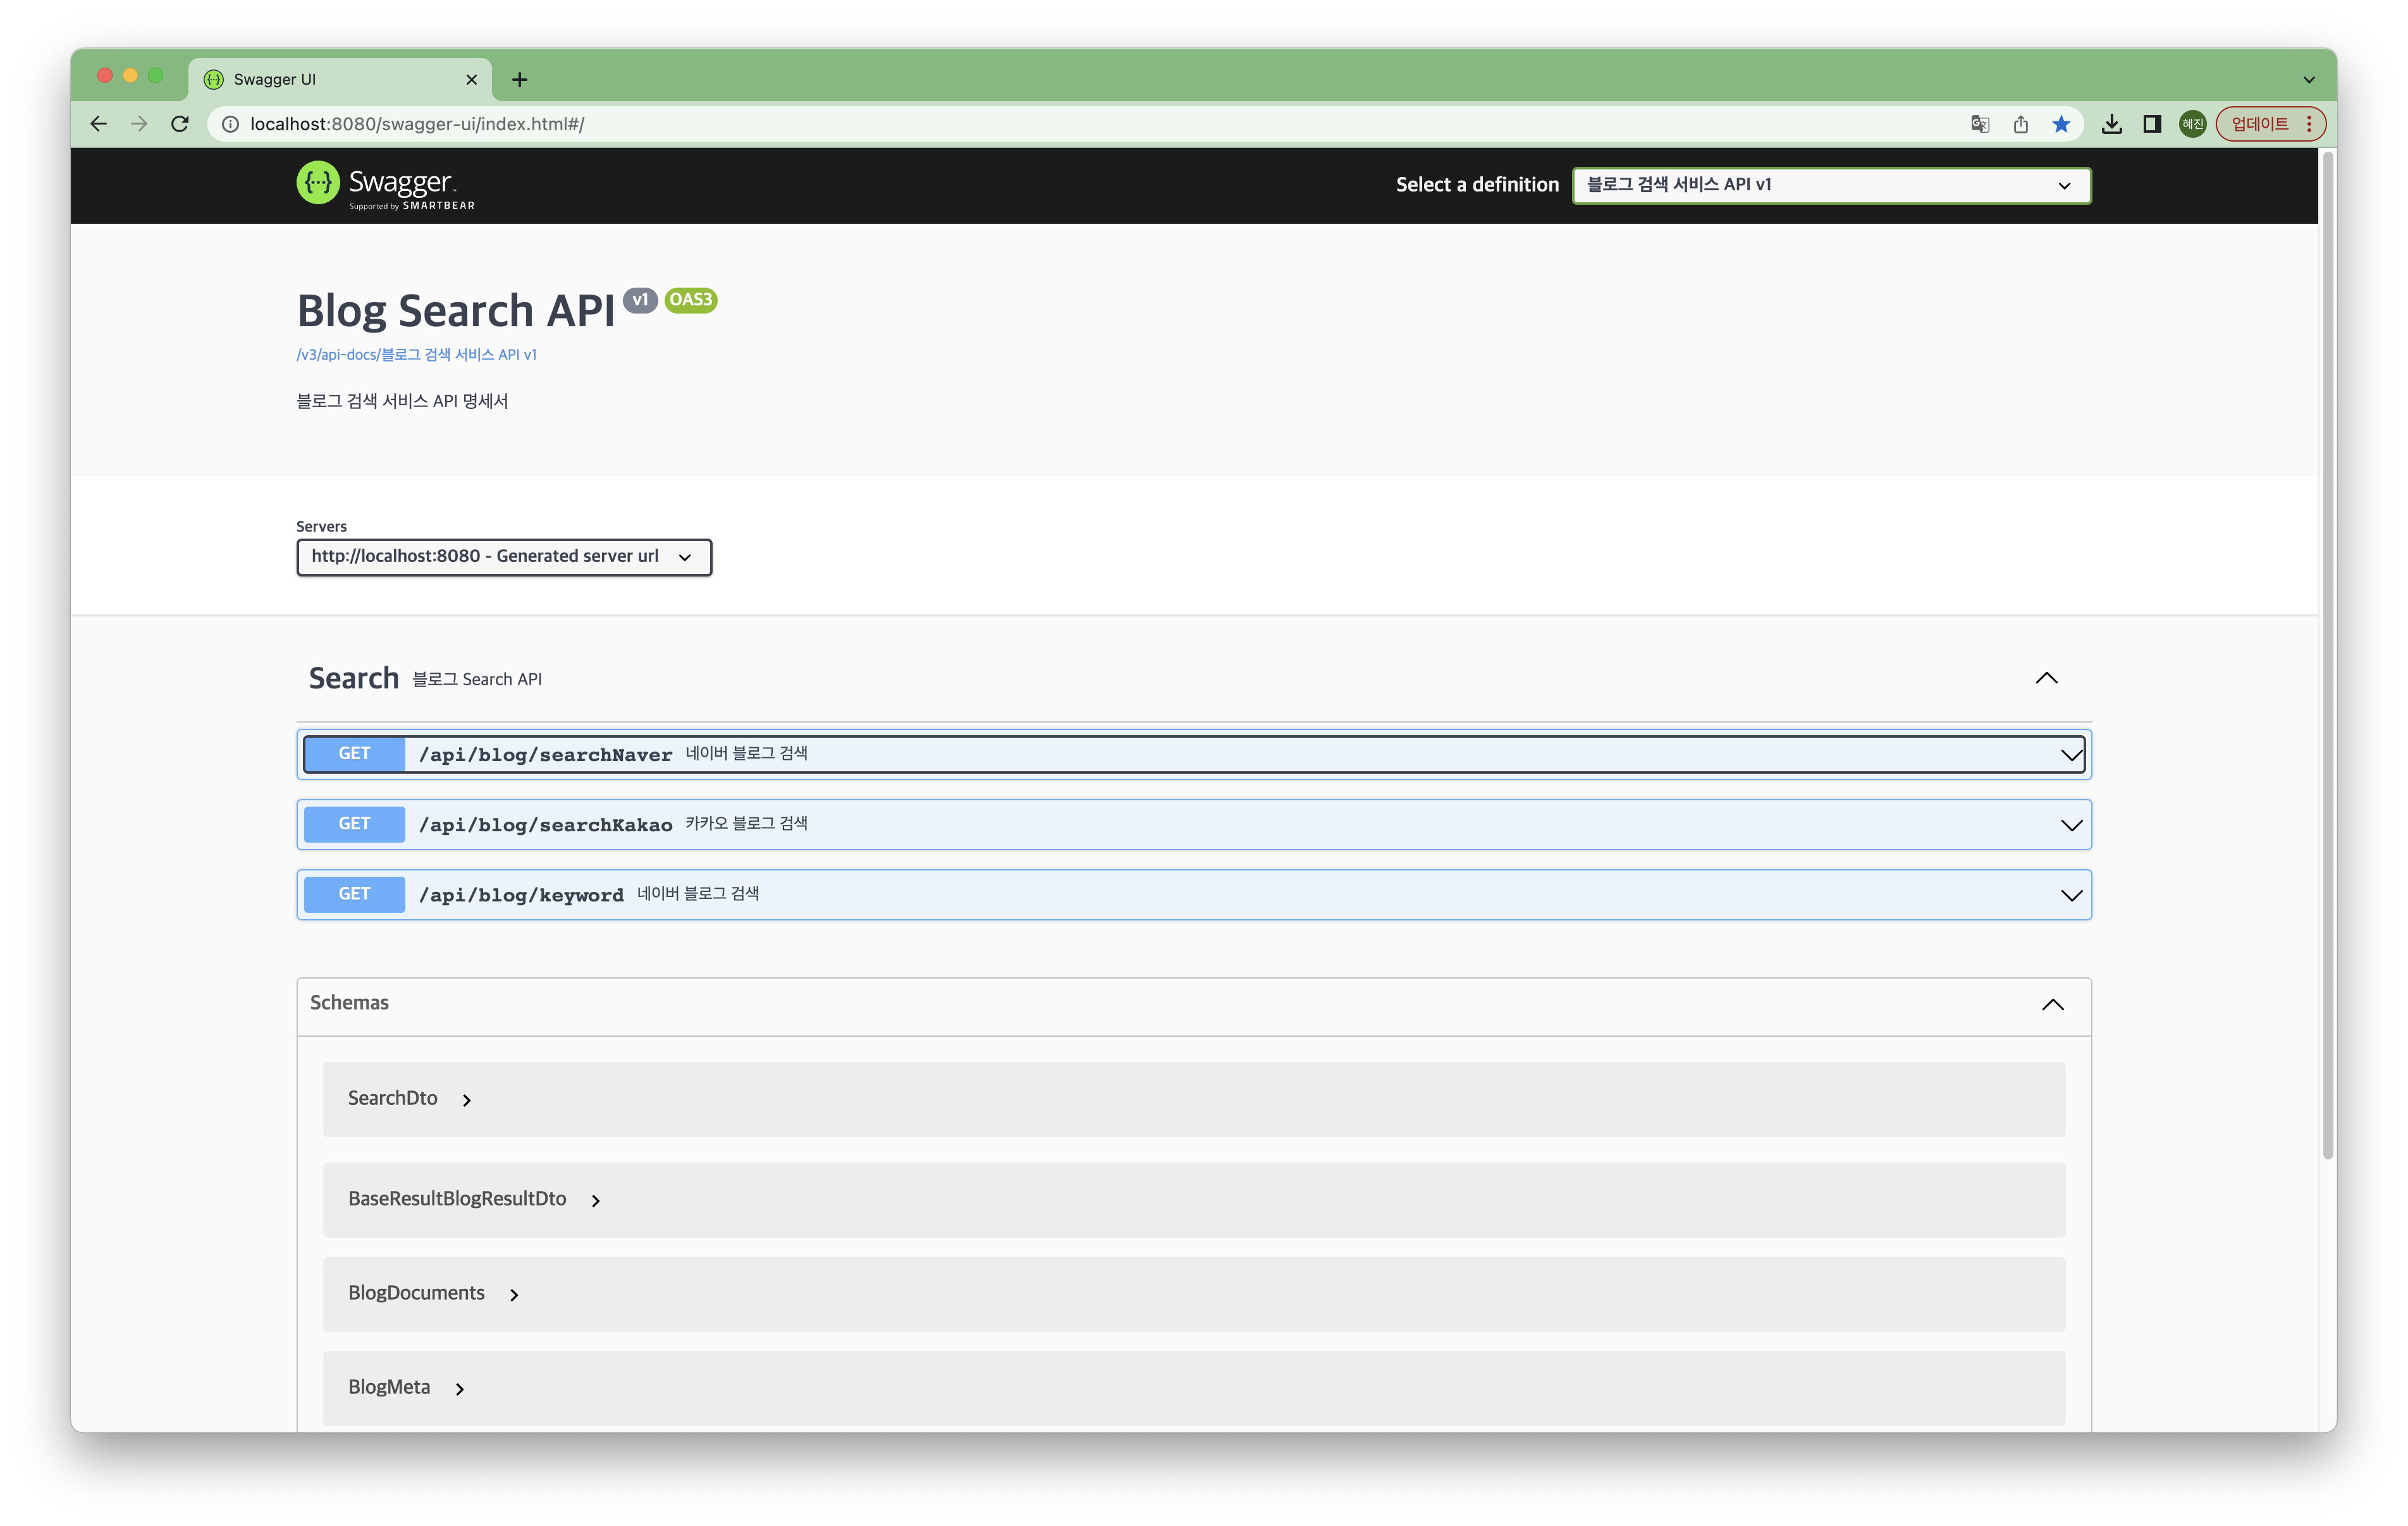 Swagger UI
localhost:8080/swagger-ui/index.html#/
혜진
업데이트
Swagger
Supported by SMARTBEAR
Select a definition
블로그 검색 서비스 API v1
Blog Search API v1 OAS3
/v3/api-docs/블로그 검색 서비스 API v1
블로그 검색 서비스 API 명세서
Servers
http://localhost:8080 - Generated server url
Search 블로그 Search API
GET /api/blog/searchNaver 네이버 블로그 검색
GET /api/blog/searchKakao 카카오 블로그 검색
GET /api/blog/keyword 네이버 블로그 검색
Schemas
SearchDto
BaseResultBlogResultDto
BlogDocuments
BlogMeta